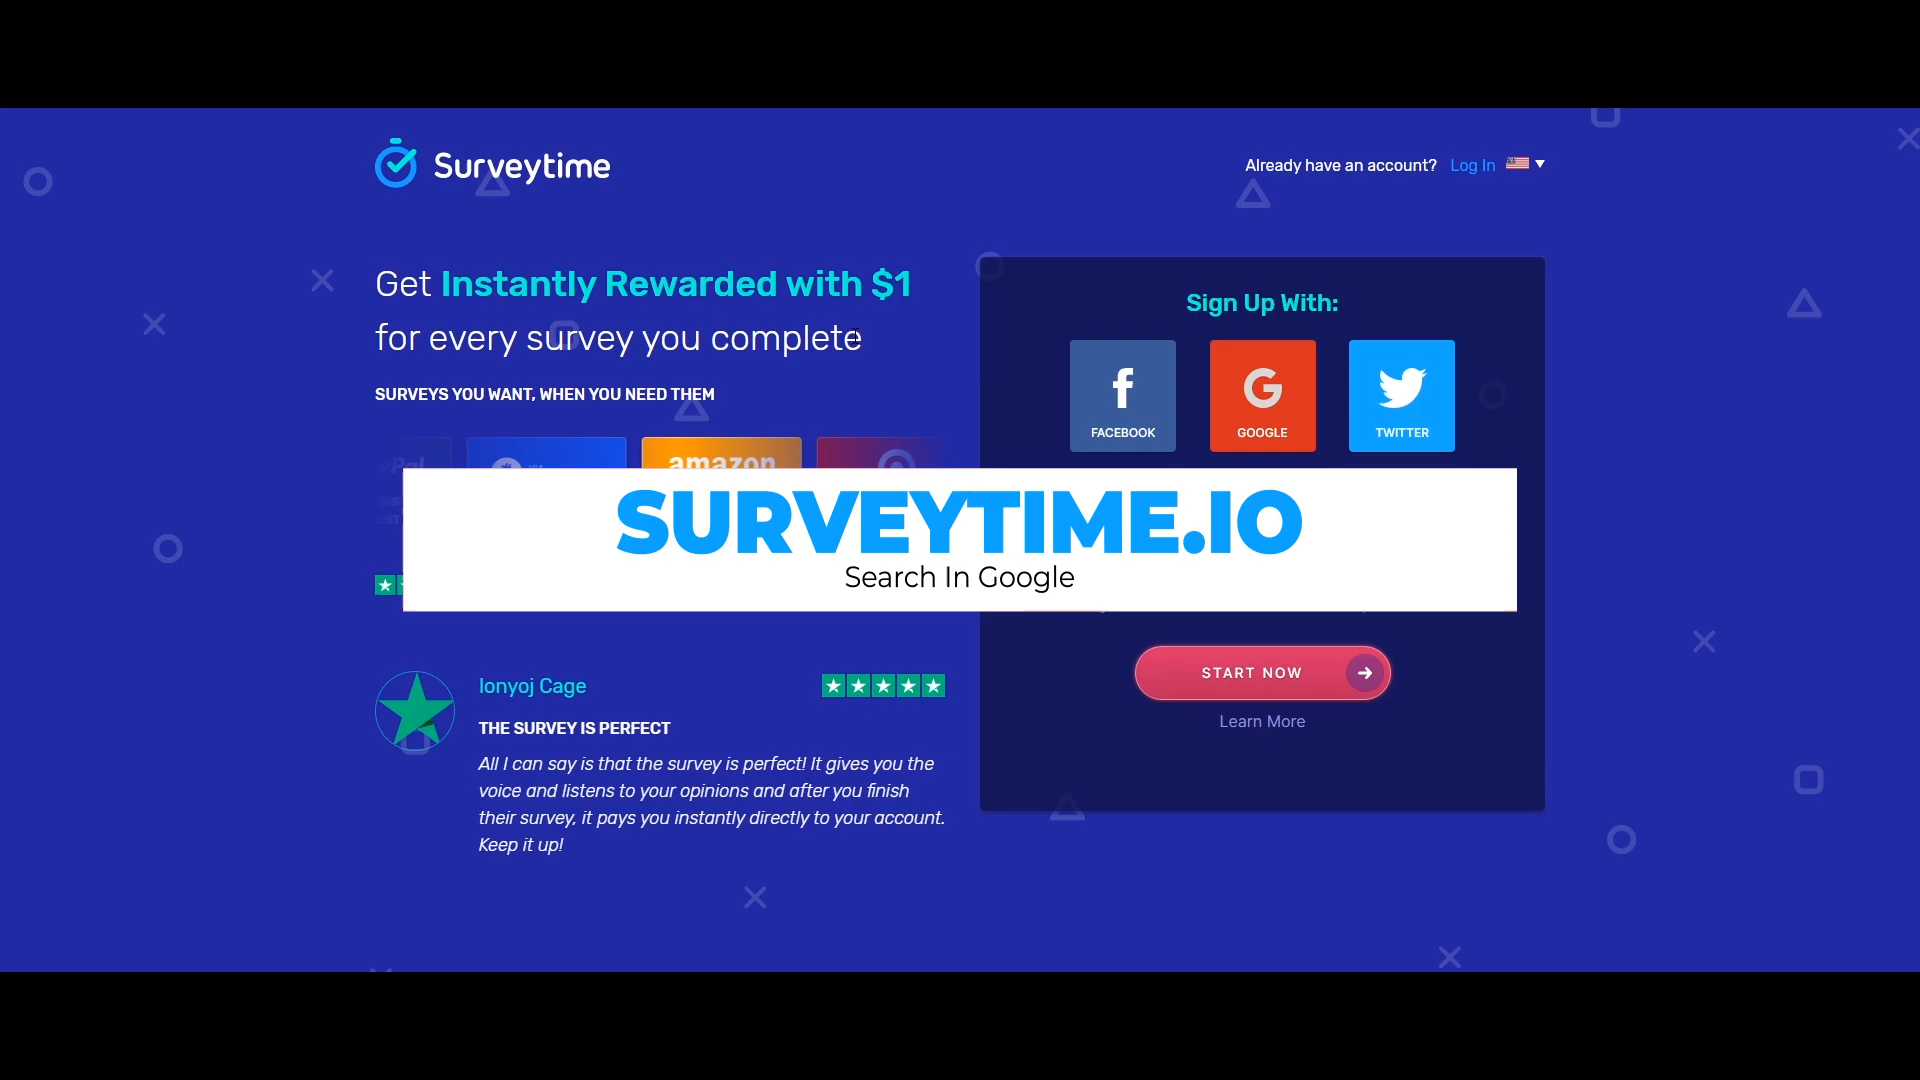 Surveytime
Already have an account? Log In
Get Instantly Rewarded with $1
for every survey you complete
SURVEYS YOU WANT, WHEN YOU NEED THEM
Sign Up With:
FACEBOOK
GOOGLE
TWITTER
amazon
SURVEYTIME.IO
Search In Google
START NOW
Learn More
Ionyoj Cage
THE SURVEY IS PERFECT
All I can say is that the survey is perfect! It gives you the
voice and listens to your opinions and after you finish
their survey, it pays you instantly directly to your account.
Keep it up!